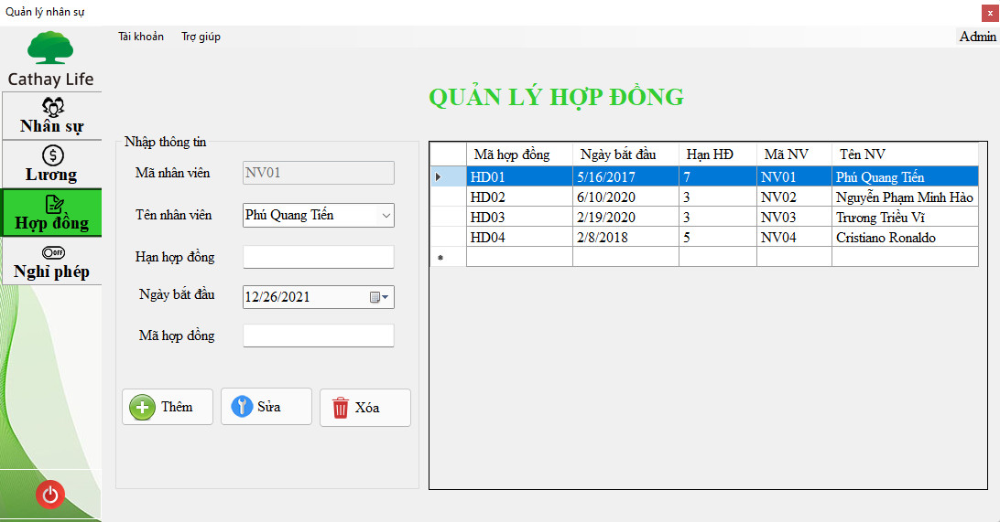 Quản lý nhân sự
x
Tài khoản Trợ giúp Admin
Cathay Life
Nhân sự
Lương
Hợp đồng
OFF
Nghỉ phép
QUẢN LÝ HỢP ĐỒNG
Nhập thông tin
Mã nhân viên NV01
Tên nhân viên Phú Quang Tiến
Hạn hợp đồng
Ngày bắt đầu 12/26/2021
Mã hợp đồng
Thêm Sửa Xóa
Mã hợp đồng Ngày bắt đầu Hạn HĐ Mã NV Tên NV
HD01 5/16/2017 7 NV01 Phú Quang Tiến
HD02 6/10/2020 3 NV02 Nguyễn Phạm Minh Hào
HD03 2/19/2020 3 NV03 Trương Triều Vĩ
HD04 2/8/2018 5 NV04 Cristiano Ronaldo